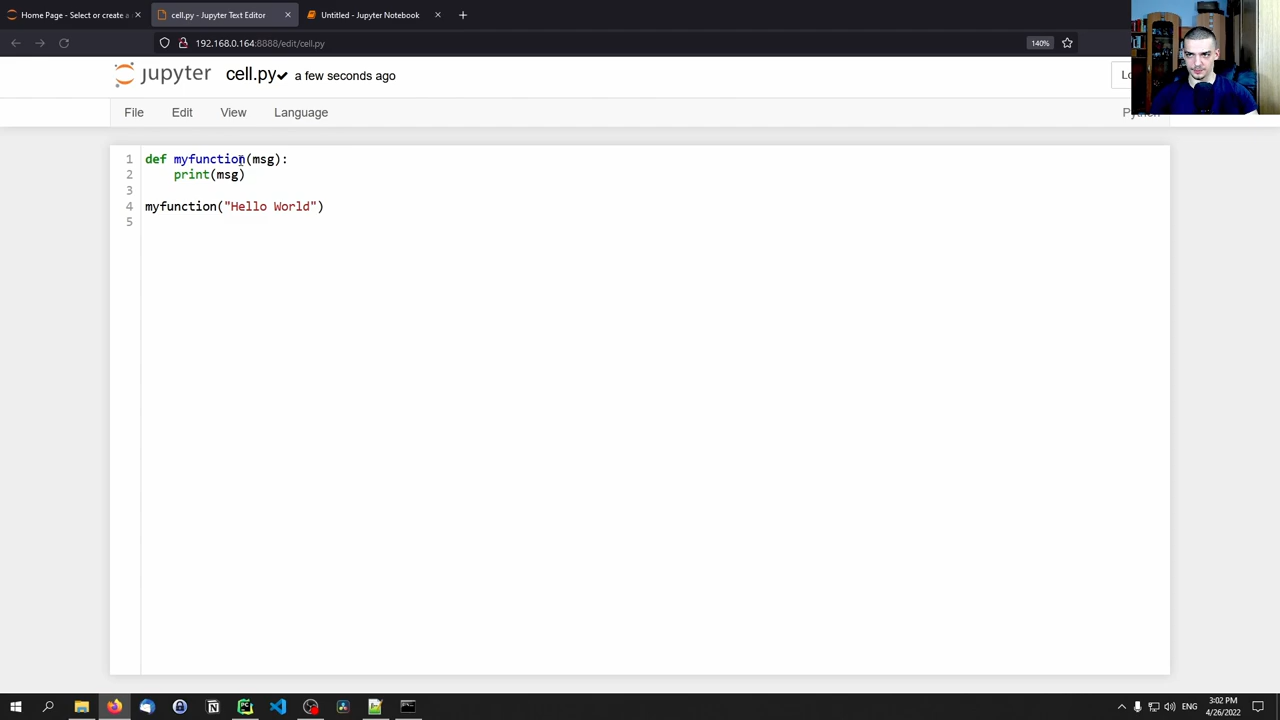 Home Page - Select or create a
cell.py - Jupyter Text Editor
Untitled - Jupyter Notebook
192.168.0.164:8888/edit/cell.py
140%
jupyter cell.py a few seconds ago
File Edit View Language
1 def myfunction(msg):
2 print(msg)
3
4 myfunction("Hello World")
5
ENG
3:02 PM
4/26/2022